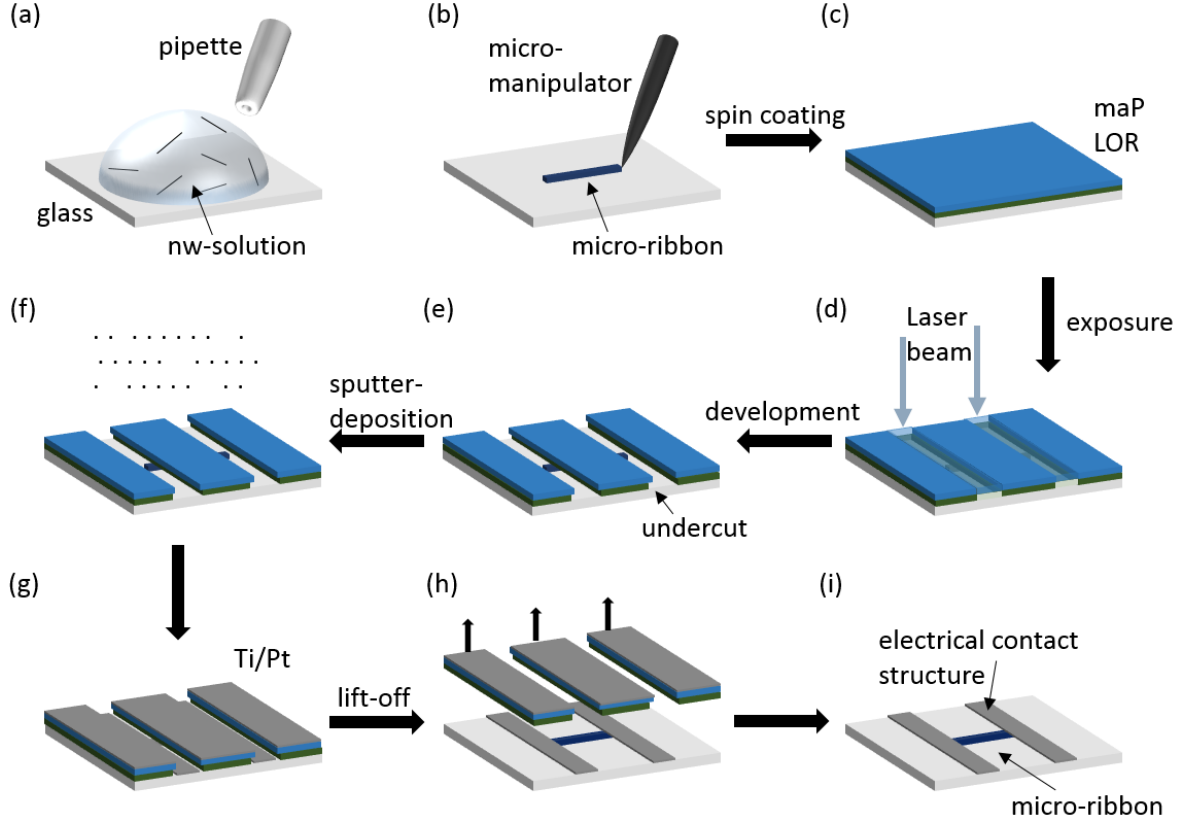 (a)
pipette
glass
nw-solution
(b)
micro-
manipulator
micro-ribbon
spin coating
(c)
maP
LOR
(f)
sputter-
deposition
(e)
undercut
development
(d)
Laser
beam
exposure
(g)
Ti/Pt
lift-off
(h)
(i)
electrical contact
structure
micro-ribbon